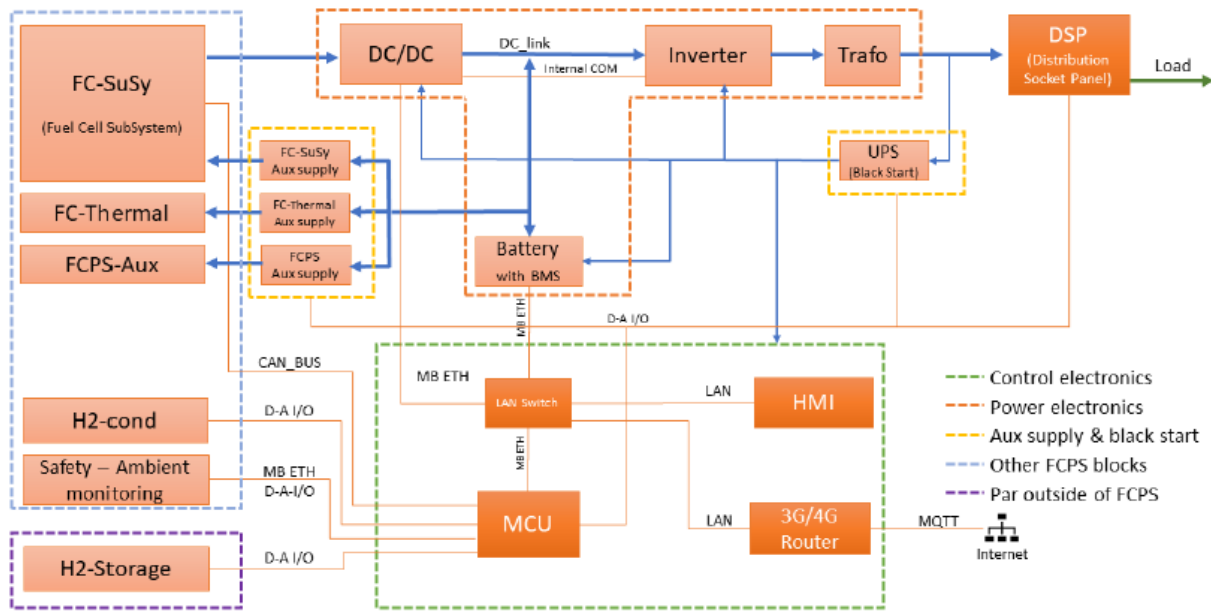 FC-SuSy
(Fuel Cell SubSystem)
DC/DC
DC_link
Internal COM
Inverter
Trafo
DSP
(Distribution
Socket Panel)
Load
FC-SuSy
Aux supply
UPS
(Black Start)
FC-Thermal
FC-Thermal
Aux supply
FCPS-Aux
FCPS
Aux supply
Battery
with BMS
MB ETH
D-A I/O
CAN_BUS
MB ETH
LAN Switch
LAN
HMI
Control electronics
Power electronics
Aux supply & black start
Other FCPS blocks
Par outside of FCPS
H2-cond
D-A I/O
Safety – Ambient
monitoring
MB ETH
D-A-I/O
MB ETH
MCU
LAN
3G/4G
Router
MQTT
Internet
H2-Storage
D-A I/O